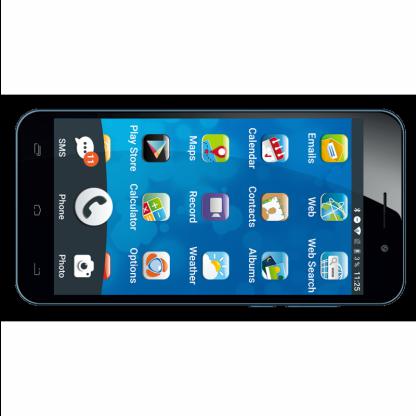 3 % 11:25
Emails Web Web Search
Calendar Contacts Albums
Maps Record Weather
Play Store Calculator Options
11
SMS Phone Photo